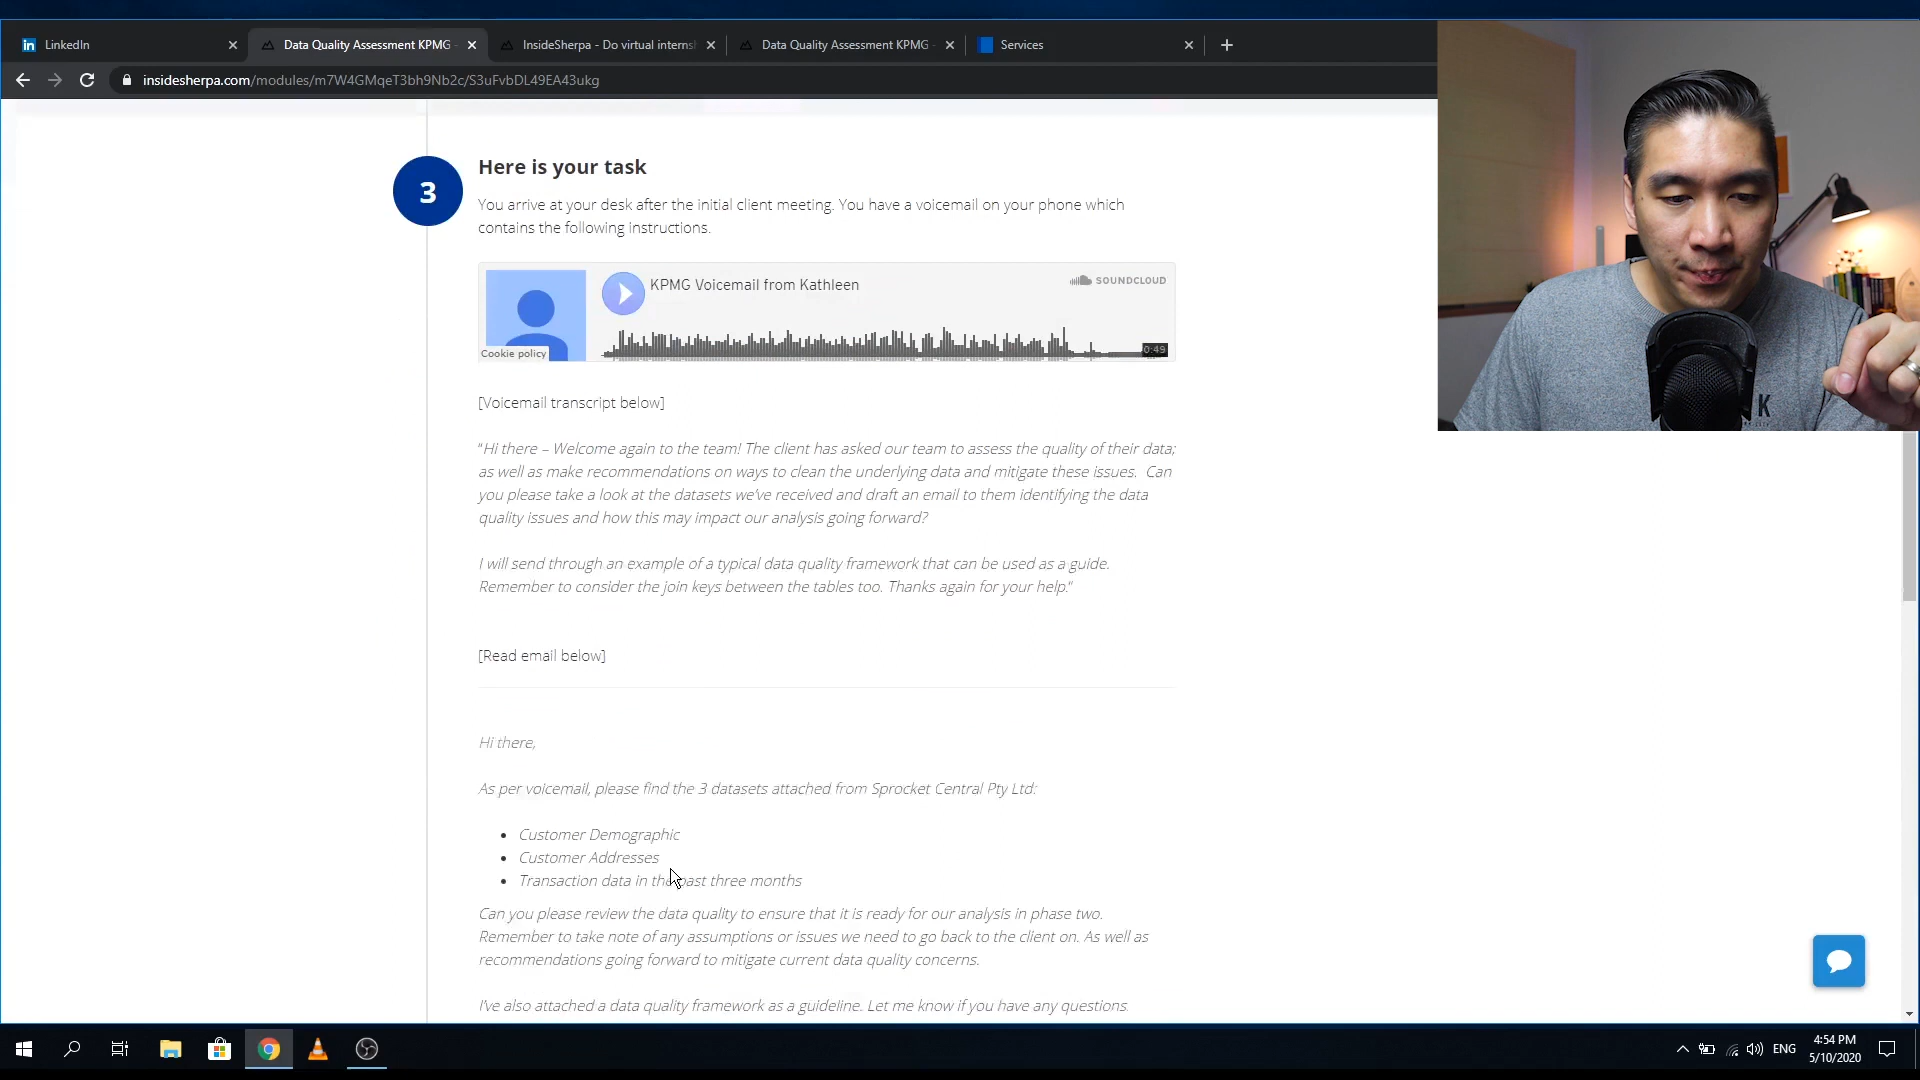 LinkedIn
Data Quality Assessment KPMG
InsideSherpa - Do virtual interns
Data Quality Assessment KPMG -
Services
insidesherpa.com/modules/m7W4GMqeT3bh9Nb2c/S3uFvbDL49EA43ukg
3
Here is your task
You arrive at your desk after the initial client meeting. You have a voicemail on your phone which
contains the following instructions.
KPMG Voicemail from Kathleen
SOUNDCLOUD
Cookie policy
0:49
[Voicemail transcript below]
“Hi there – Welcome again to the team! The client has asked our team to assess the quality of their data;
as well as make recommendations on ways to clean the underlying data and mitigate these issues.  Can
you please take a look at the datasets we’ve received and draft an email to them identifying the data
quality issues and how this may impact our analysis going forward?
I will send through an example of a typical data quality framework that can be used as a guide.
Remember to consider the join keys between the tables too. Thanks again for your help.“
[Read email below]
Hi there,
As per voicemail, please find the 3 datasets attached from Sprocket Central Pty Ltd:
• Customer Demographic
• Customer Addresses
• Transaction data in the past three months
Can you please review the data quality to ensure that it is ready for our analysis in phase two.
Remember to take note of any assumptions or issues we need to go back to the client on. As well as
recommendations going forward to mitigate current data quality concerns.
I’ve also attached a data quality framework as a guideline. Let me know if you have any questions.
K
ENG
4:54 PM
5/10/2020